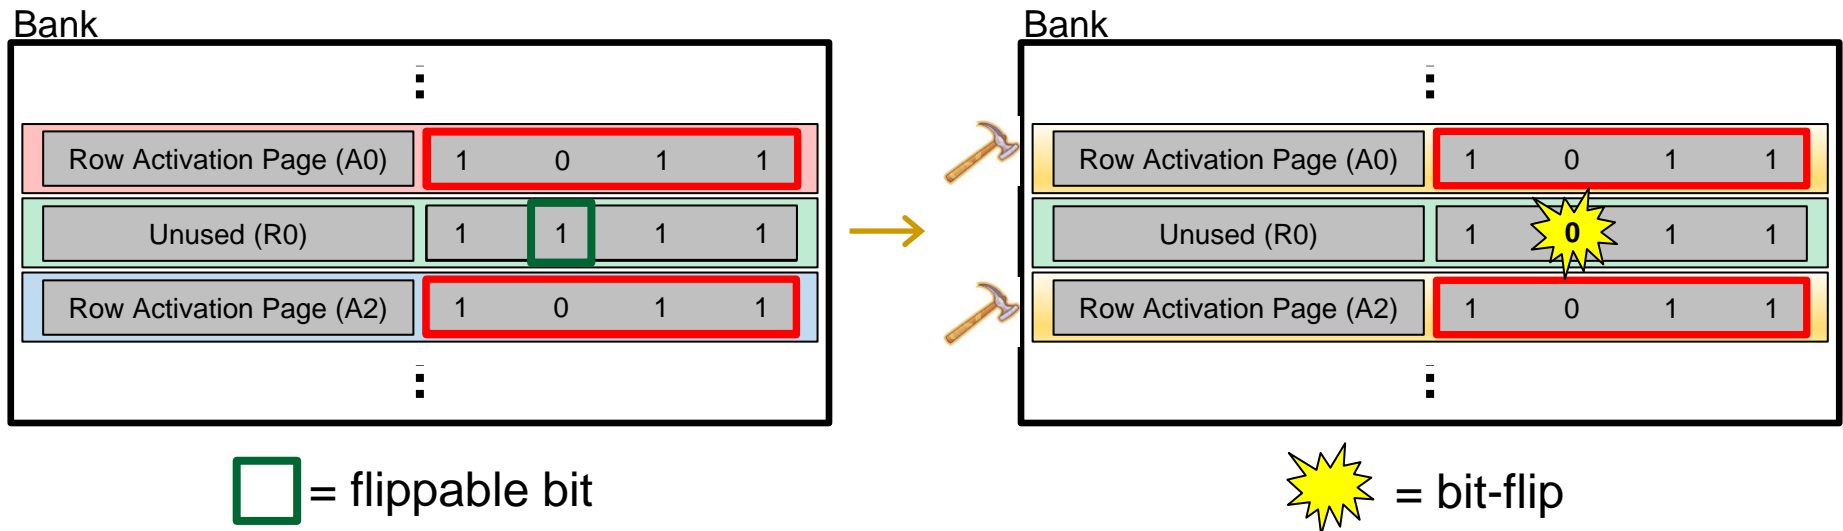 Bank
Row Activation Page (A0) 1 0 1 1
Unused (R0) 1 1 1 1
Row Activation Page (A2) 1 0 1 1
= flippable bit
Bank
Row Activation Page (A0) 1 0 1 1
Unused (R0) 1 0 1 1
Row Activation Page (A2) 1 0 1 1
= bit-flip